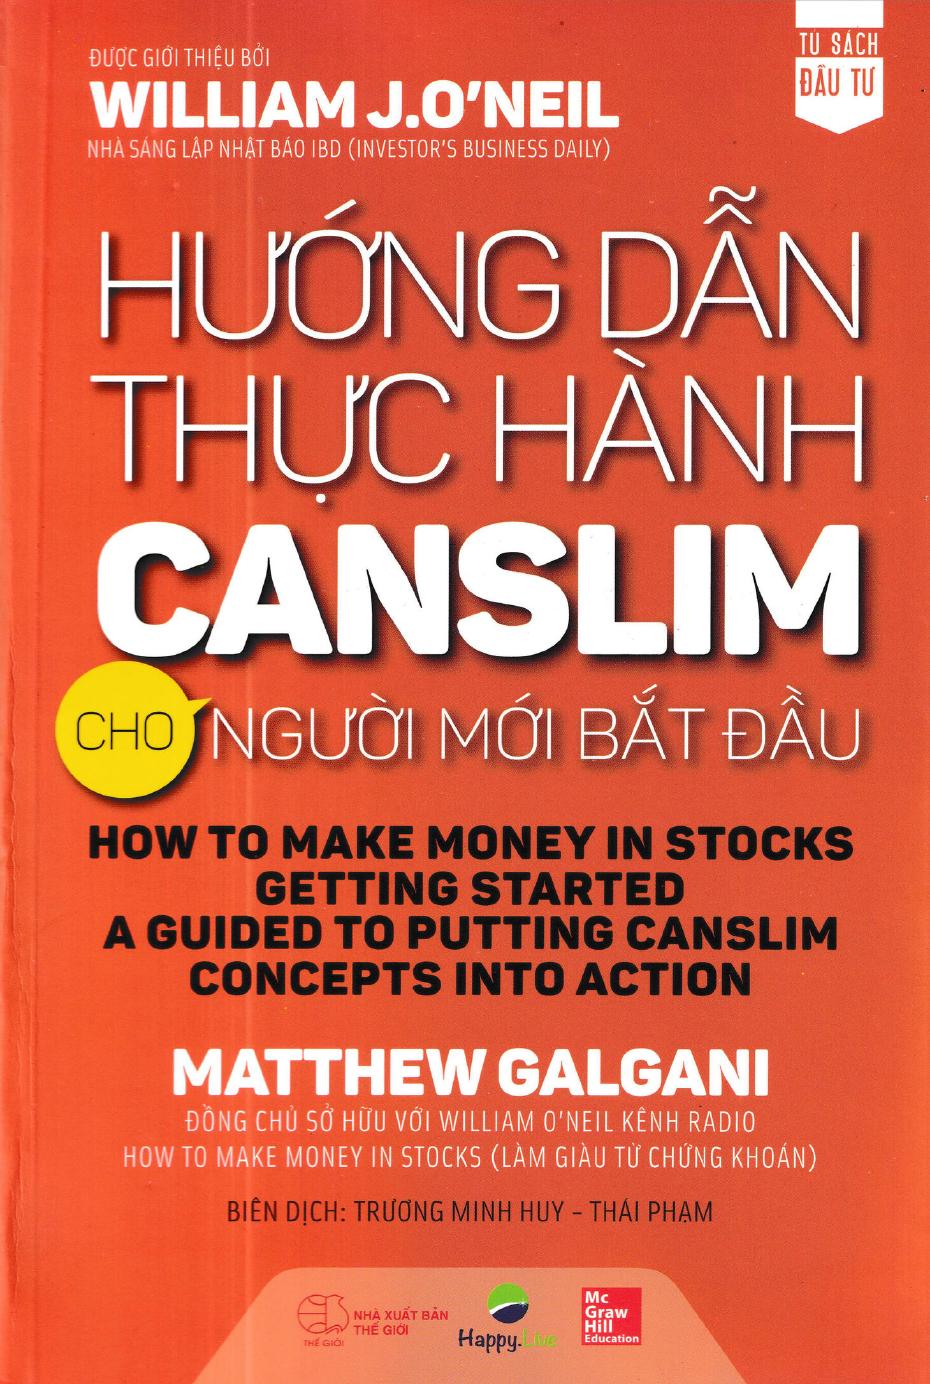 ĐƯỢC GIỚI THIỆU BỞI
WILLIAM J.O'NEIL
NHÀ SÁNG LẬP NHẬT BÁO IBD (INVESTOR'S BUSINESS DAILY)
TỦ SÁCH
ĐẦU TƯ
HƯỚNG DẪN
THỰC HÀNH
CANSLIM
CHO NGƯỜI MỚI BẮT ĐẦU
HOW TO MAKE MONEY IN STOCKS
GETTING STARTED
A GUIDED TO PUTTING CANSLIM
CONCEPTS INTO ACTION
MATTHEW GALGANI
ĐỒNG CHỦ SỞ HỮU VỚI WILLIAM O'NEIL KÊNH RADIO
HOW TO MAKE MONEY IN STOCKS (LÀM GIÀU TỪ CHỨNG KHOÁN)
BIÊN DỊCH: TRƯƠNG MINH HUY - THÁI PHẠM
THẾ GIỚI
NHÀ XUẤT BẢN
THẾ GIỚI
Happy.Live
Mc
Graw
Hill
Education